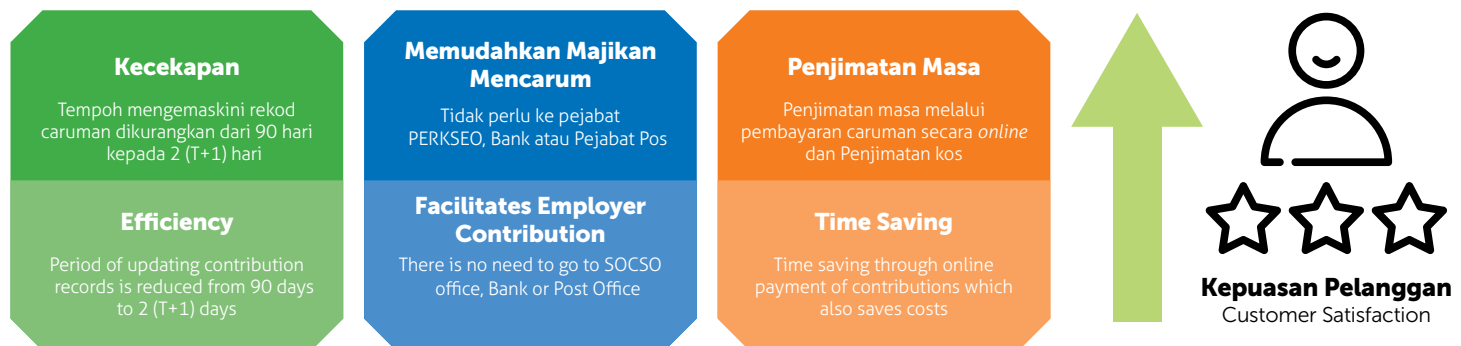 Kecekapan
Tempoh mengemaskini rekod
caruman dikurangkan dari 90 hari
kepada 2 (T+1) hari
Efficiency
Period of updating contribution
records is reduced from 90 days
to 2 (T+1) days
Memudahkan Majikan
Mencarum
Tidak perlu ke pejabat
PERKSEO, Bank atau Pejabat Pos
Facilitates Employer
Contribution
There is no need to go to SOCSO
office, Bank or Post Office
Penjimatan Masa
Penjimatan masa melalui
pembayaran caruman secara online
dan Penjimatan kos
Time Saving
Time saving through online
payment of contributions which
also saves costs
Kepuasan Pelanggan
Customer Satisfaction